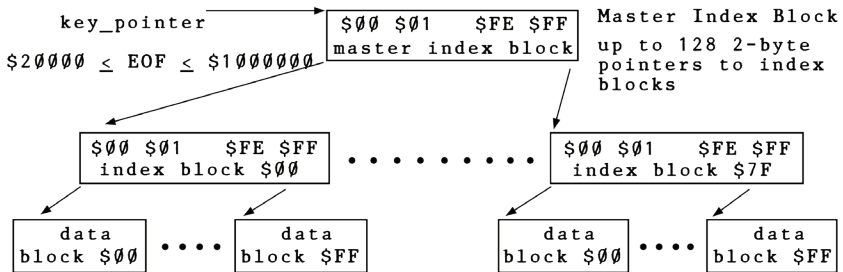 key_pointer
$00 $01 $FE $FF
master index block
Master Index Block
up to 128 2-byte
pointers to index
blocks
$20000 ≤ EOF ≤ $1000000
$00 $01 $FE $FF
index block $00
$00 $01 $FE $FF
index block $7F
data
block $00
data
block $FF
data
block $00
data
block $FF